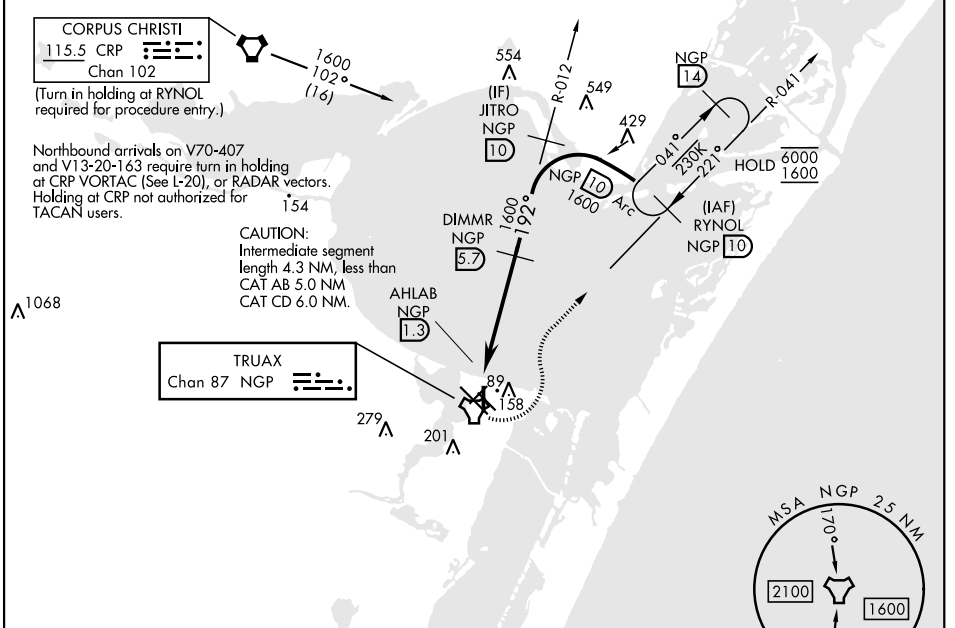 CORPUS CHRISTI
115.5 CRP
Chan 102
(Turn in holding at RYNOL
required for procedure entry.)
1600
102°
(16)
Northbound arrivals on V70-407
and V13-20-163 require turn in holding
at CRP VORTAC (See L-20), or RADAR vectors.
Holding at CRP not authorized for
TACAN users.
154
CAUTION:
Intermediate segment
length 4.3 NM, less than
CAT AB 5.0 NM
CAT CD 6.0 NM.
1068
554
(IF)
JITRO
NGP
10
R-012
549
429
NGP
14
R-041
041°
230K
221°
HOLD 6000
1600
NGP 10 Arc
1600
(IAF)
RYNOL
NGP 10
DIMMR
NGP
5.7
1600
192°
AHLAB
NGP
1.3
TRUAX
Chan 87 NGP
89
158
279
201
MSA NGP 25 NM
170°
2100
1600